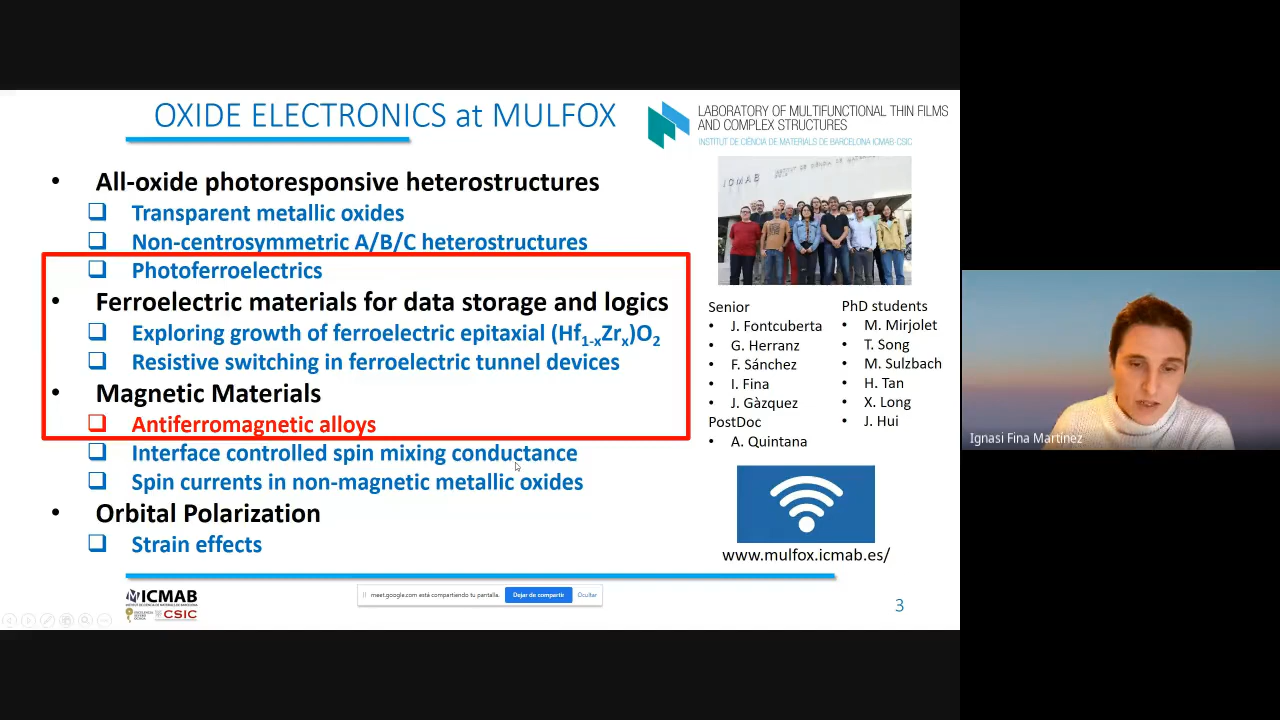 OXIDE ELECTRONICS at MULFOX
LABORATORY OF MULTIFUNCTIONAL THIN FILMS
AND COMPLEX STRUCTURES
INSTITUT DE CIÈNCIA DE MATERIALS DE BARCELONA ICMAB-CSIC
• All-oxide photoresponsive heterostructures
❑ Transparent metallic oxides
❑ Non-centrosymmetric A/B/C heterostructures
❑ Photoferroelectrics
• Ferroelectric materials for data storage and logics
❑ Exploring growth of ferroelectric epitaxial (Hf1-xZrx)O2
❑ Resistive switching in ferroelectric tunnel devices
• Magnetic Materials
❑ Antiferromagnetic alloys
❑ Interface controlled spin mixing conductance
❑ Spin currents in non-magnetic metallic oxides
• Orbital Polarization
❑ Strain effects
ICMAB
Senior
• J. Fontcuberta
• G. Herranz
• F. Sánchez
• I. Fina
• J. Gàzquez
PostDoc
• A. Quintana
PhD students
• M. Mirjolet
• T. Song
• M. Sulzbach
• H. Tan
• X. Long
• J. Hui
www.mulfox.icmab.es/
ICMAB
CSIC
meet.google.com está compartiendo tu pantalla.
Dejar de compartir
Ocultar
3
Ignasi Fina Martinez